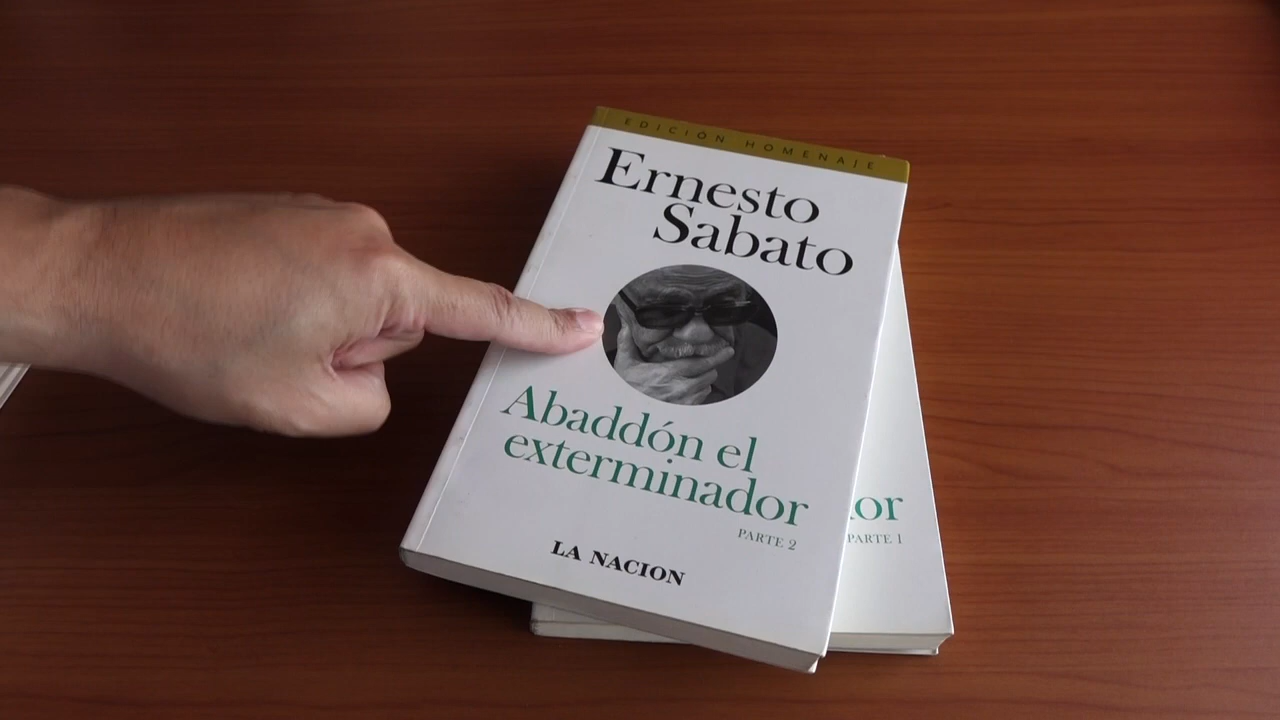 EDICIÓN HOMENAJE
Ernesto
Sabato
Abaddón el
exterminador
PARTE 2
LA NACION
or
PARTE 1